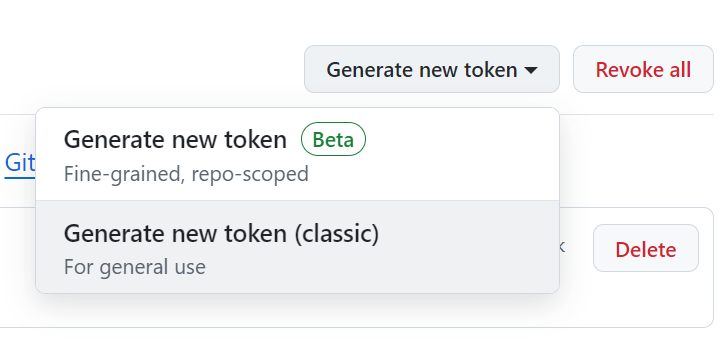 Generate new token
Revoke all
Generate new token Beta
Fine-grained, repo-scoped
Git
Generate new token (classic)
For general use
Delete